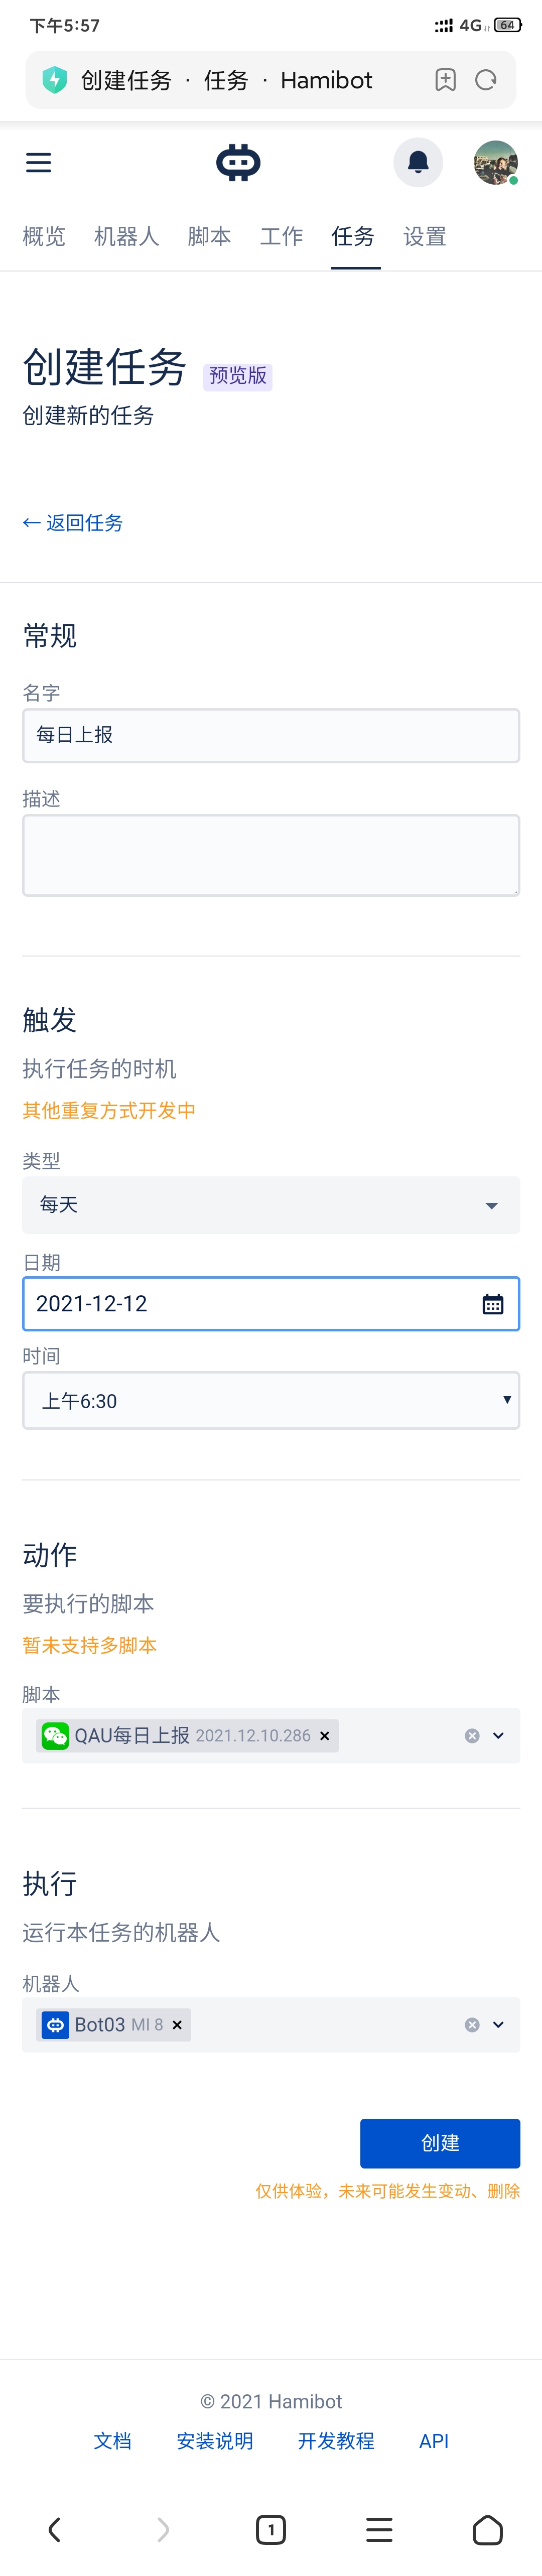 下午5:57
4G
64
创建任务 · 任务 · Hamibot
概览 机器人 脚本 工作 任务 设置
创建任务 预览版
创建新的任务
← 返回任务
常规
名字
每日上报
描述
触发
执行任务的时机
其他重复方式开发中
类型
每天
日期
2021-12-12
时间
上午6:30
动作
要执行的脚本
暂未支持多脚本
脚本
QAU每日上报 2021.12.10.286 ×
执行
运行本任务的机器人
机器人
Bot03 MI 8 ×
创建
仅供体验，未来可能发生变动、删除
© 2021 Hamibot
文档 安装说明 开发教程 API
1